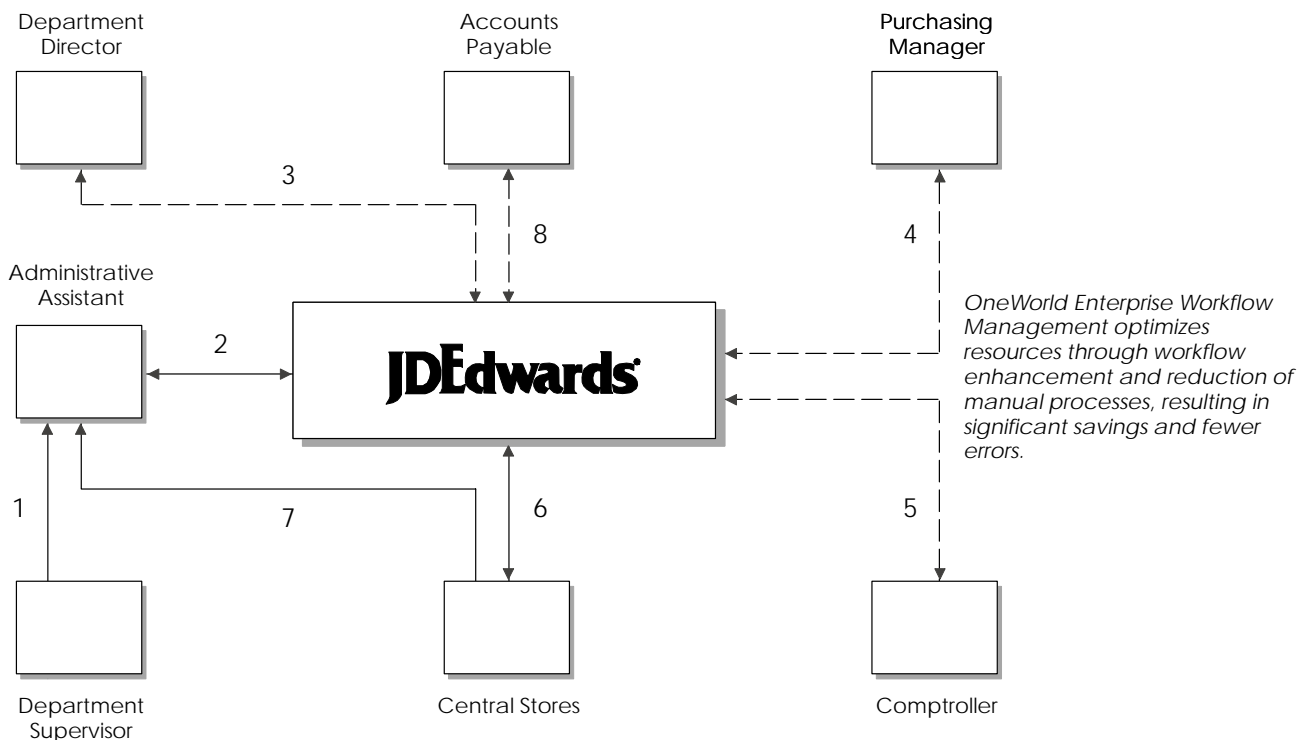 Department
Director
Accounts
Payable
Purchasing
Manager
3
8
4
Administrative
Assistant
2
JDEdwards
OneWorld Enterprise Workflow
Management optimizes
resources through workflow
enhancement and reduction of
manual processes, resulting in
significant savings and fewer
errors.
1
7
6
5
Department
Supervisor
Central Stores
Comptroller